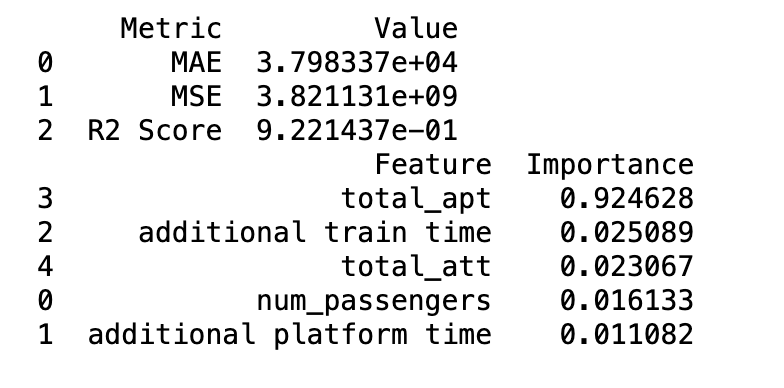 Metric Value
0 MAE 3.798337e+04
1 MSE 3.821131e+09
2 R2 Score 9.221437e-01
Feature Importance
3 total_apt 0.924628
2 additional train time 0.025089
4 total_att 0.023067
0 num_passengers 0.016133
1 additional platform time 0.011082